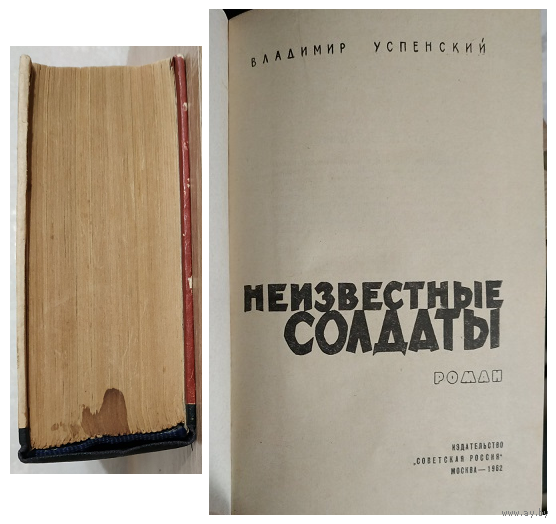 ВЛАДИМИР УСПЕНСКИЙ
НЕИЗВЕСТНЫЕ
СОЛДАТЫ
РОМАН
ИЗДАТЕЛЬСТВО
„СОВЕТСКАЯ РОССИЯ"
МОСКВА—1962